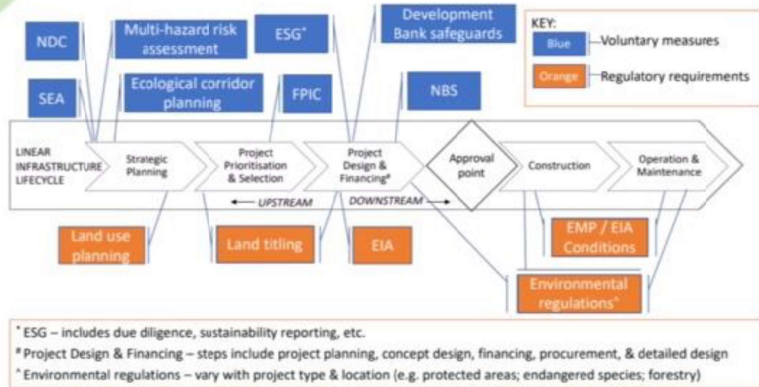 NDC
Multi-hazard risk
assessment
ESG*
Development
Bank safeguards
KEY:
Blue
Voluntary measures
Orange
Regulatory requirements
SEA
Ecological corridor
planning
FPIC
NBS
LINEAR
INFRASTRUCTURE
LIFECYCLE
Strategic
Planning
Project
Prioritisation
& Selection
Project
Design &
Financing#
Approval
point
Construction
Operation &
Maintenance
UPSTREAM
DOWNSTREAM
Land use
planning
Land titling
EIA
EMP / EIA
Conditions
Environmental
regulations^
* ESG – includes due diligence, sustainability reporting, etc.
# Project Design & Financing – steps include project planning, concept design, financing, procurement, & detailed design
^ Environmental regulations – vary with project type & location (e.g. protected areas; endangered species; forestry)